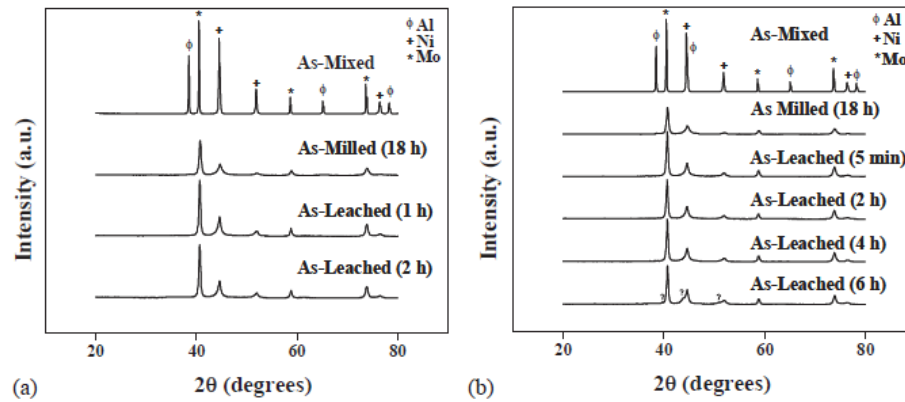 ϕ Al
+ Ni
* Mo
As-Mixed
As-Milled (18 h)
As-Leached (1 h)
As-Leached (2 h)
Intensity (a.u.)
20 40 60 80
2θ (degrees)
(a)
ϕ Al
+ Ni
* Mo
As-Mixed
As Milled (18 h)
As-Leached (5 min)
As-Leached (2 h)
As-Leached (4 h)
As-Leached (6 h)
? ? ?
Intensity (a.u.)
20 40 60 80
2θ (degrees)
(b)